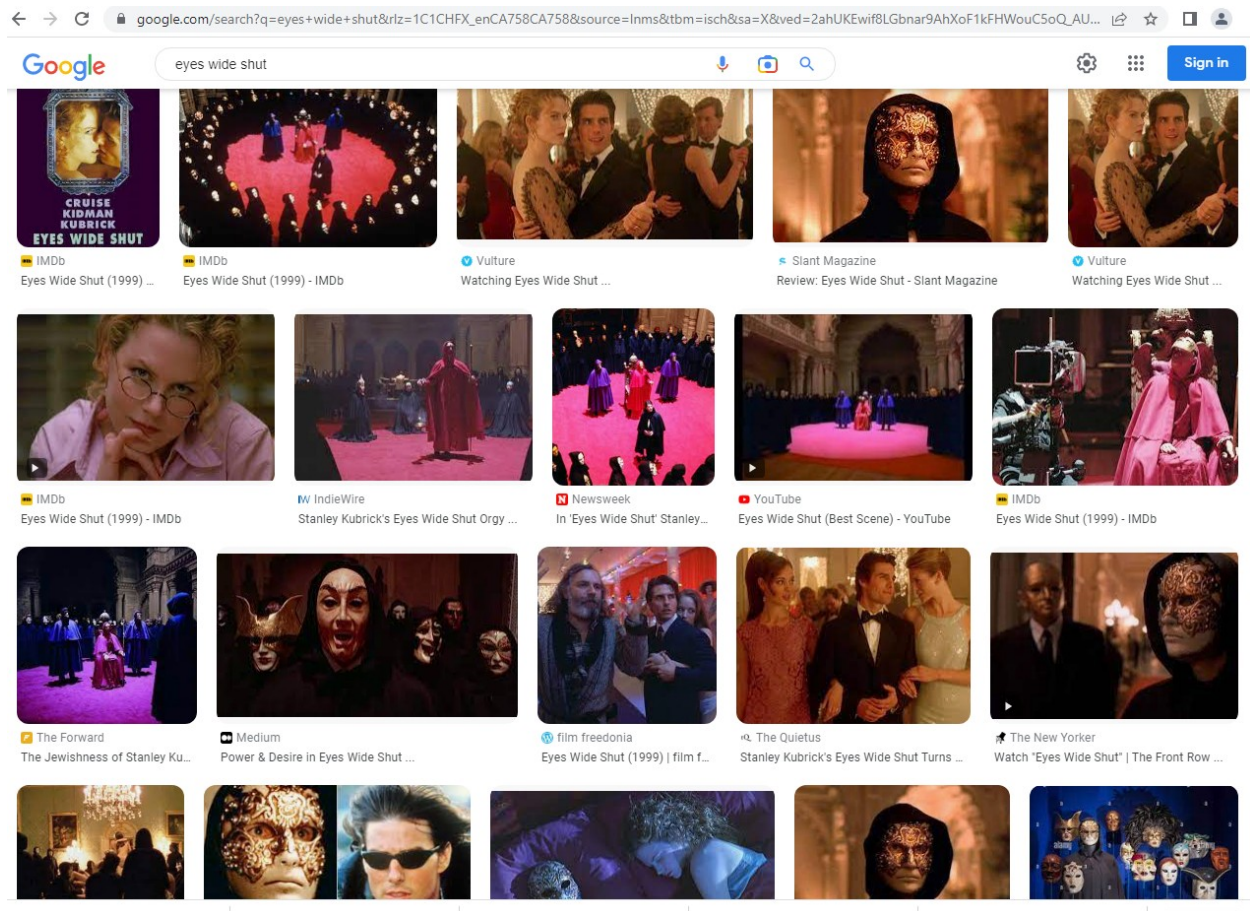 google.com/search?q=eyes+wide+shut&rlz=1C1CHFX_enCA758CA758&source=lnms&tbm=isch&sa=X&ved=2ahUKEwif8LGbnar9AhXoF1kFHWouC5oQ_AU...
Google
eyes wide shut
Sign in
CRUISE
KIDMAN
KUBRICK
EYES WIDE SHUT
IMDb
Eyes Wide Shut (1999) ...
IMDb
Eyes Wide Shut (1999) - IMDb
Vulture
Watching Eyes Wide Shut ...
Slant Magazine
Review: Eyes Wide Shut - Slant Magazine
Vulture
Watching Eyes Wide Shut ...
IMDb
Eyes Wide Shut (1999) - IMDb
IndieWire
Stanley Kubrick's Eyes Wide Shut Orgy ...
Newsweek
In 'Eyes Wide Shut' Stanley...
YouTube
Eyes Wide Shut (Best Scene) - YouTube
IMDb
Eyes Wide Shut (1999) - IMDb
The Forward
The Jewishness of Stanley Ku...
Medium
Power & Desire in Eyes Wide Shut ...
film freedonia
Eyes Wide Shut (1999) | film f...
The Quietus
Stanley Kubrick's Eyes Wide Shut Turns ...
The New Yorker
Watch "Eyes Wide Shut" | The Front Row ...
alamy